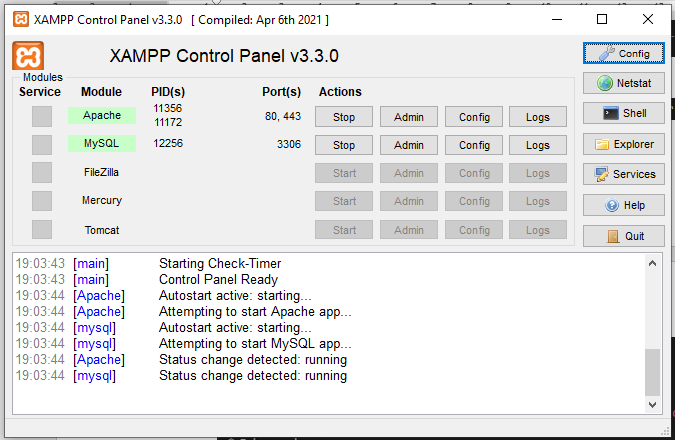 XAMPP Control Panel v3.3.0 [ Compiled: Apr 6th 2021 ]
XAMPP Control Panel v3.3.0
Config
Modules
Service Module PID(s) Port(s) Actions
Netstat
Apache 11356 11172 80, 443 Stop Admin Config Logs
Shell
MySQL 12256 3306 Stop Admin Config Logs
Explorer
FileZilla Start Admin Config Logs
Services
Mercury Start Admin Config Logs
Help
Tomcat Start Admin Config Logs
Quit
19:03:43 [main] Starting Check-Timer
19:03:43 [main] Control Panel Ready
19:03:44 [Apache] Autostart active: starting...
19:03:44 [Apache] Attempting to start Apache app...
19:03:44 [mysql] Autostart active: starting...
19:03:44 [mysql] Attempting to start MySQL app...
19:03:44 [Apache] Status change detected: running
19:03:44 [mysql] Status change detected: running